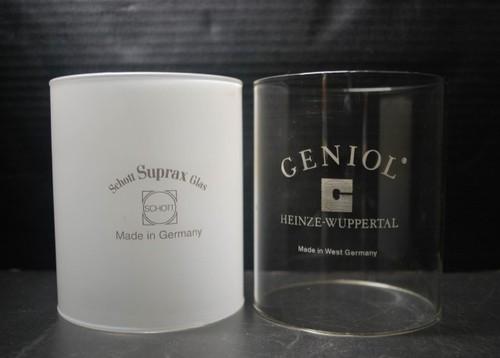 Schott Suprax Glas
SCHOTT
Made in Germany
GENIOL®
HEINZE-WUPPERTAL
Made in West Germany